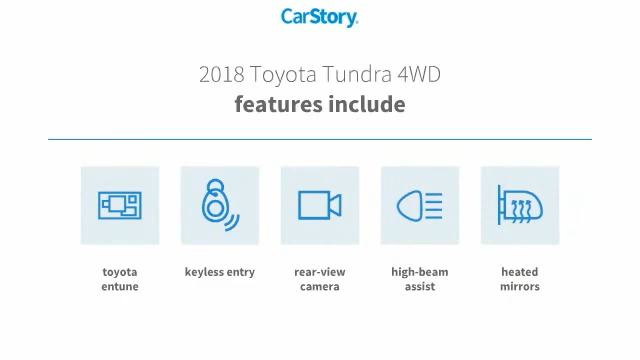 CarStory.
2018 Toyota Tundra 4WD
features include
toyota entune
keyless entry
rear-view camera
high-beam assist
heated mirrors